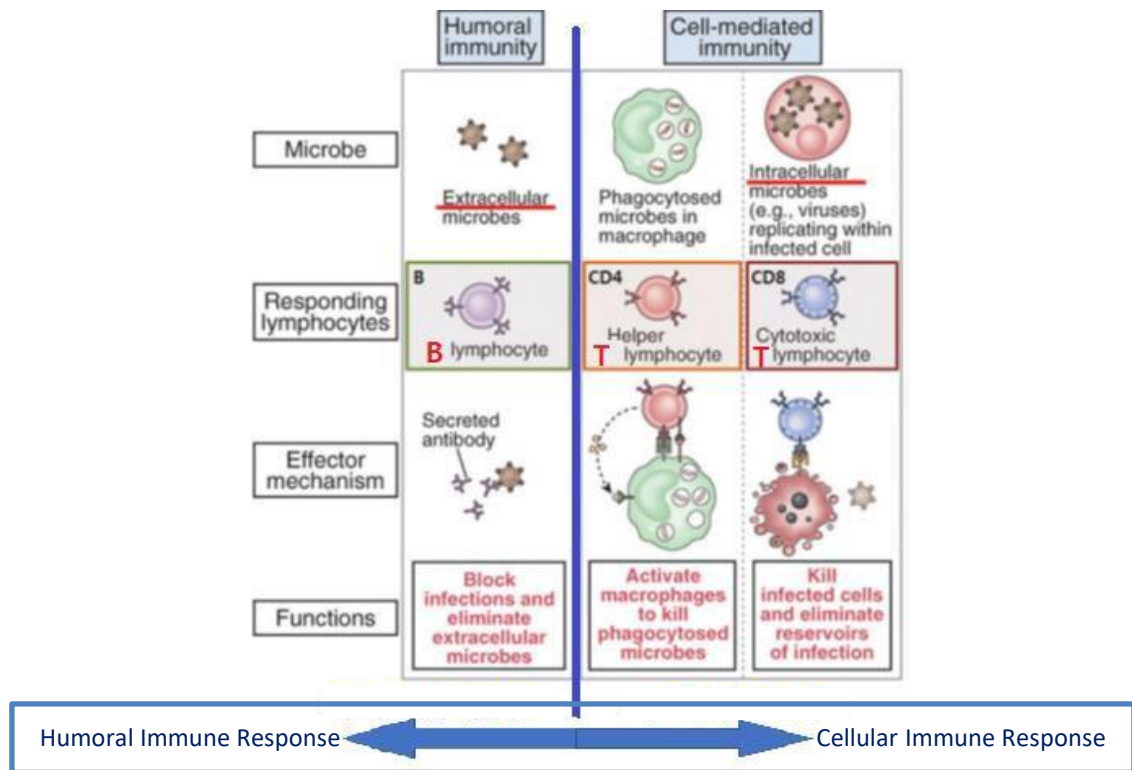 Humoral
immunity
Cell-mediated
immunity
Microbe
Extracellular
microbes
Phagocytosed
microbes in
macrophage
Intracellular
microbes
(e.g., viruses)
replicating within
infected cell
Responding
lymphocytes
B
B lymphocyte
CD4
Helper
T lymphocyte
CD8
Cytotoxic
T lymphocyte
Effector
mechanism
Secreted
antibody
Functions
Block
infections and
eliminate
extracellular
microbes
Activate
macrophages
to kill
phagocytosed
microbes
Kill
infected cells
and eliminate
reservoirs
of infection
Humoral Immune Response
Cellular Immune Response